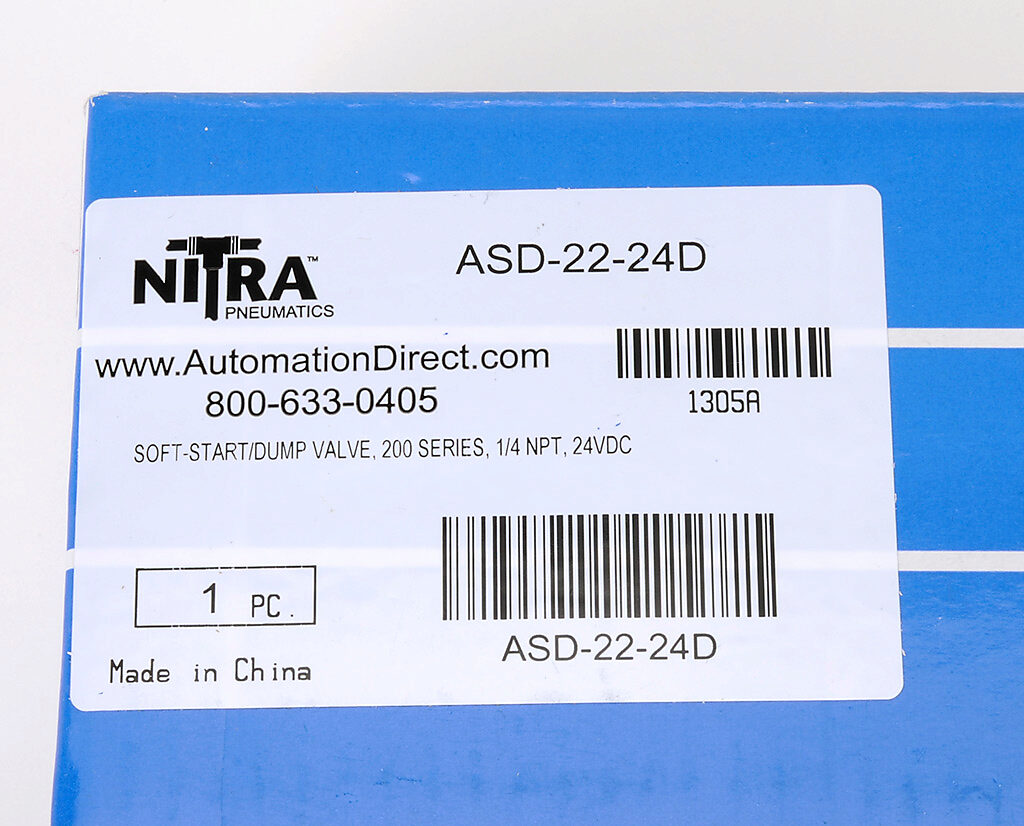 NITRA™
PNEUMATICS
ASD-22-24D
www.AutomationDirect.com
800-633-0405
1305A
SOFT-START/DUMP VALVE, 200 SERIES, 1/4 NPT, 24VDC
1 PC.
ASD-22-24D
Made in China